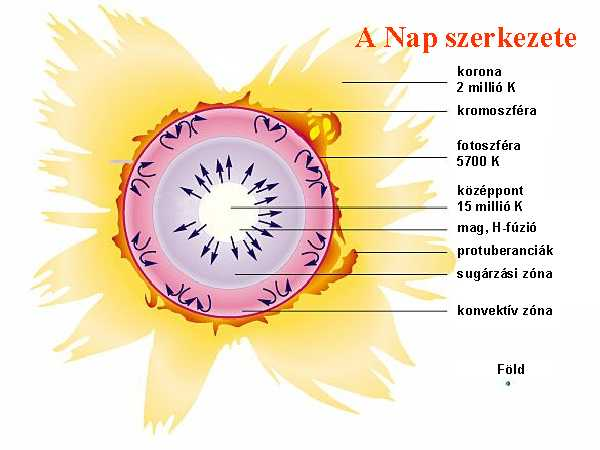 A Nap szerkezete
korona
2 millió K
kromoszféra
fotoszféra
5700 K
középpont
15 millió K
mag, H-fúzió
protuberanciák
sugárzási zóna
konvektív zóna
Föld